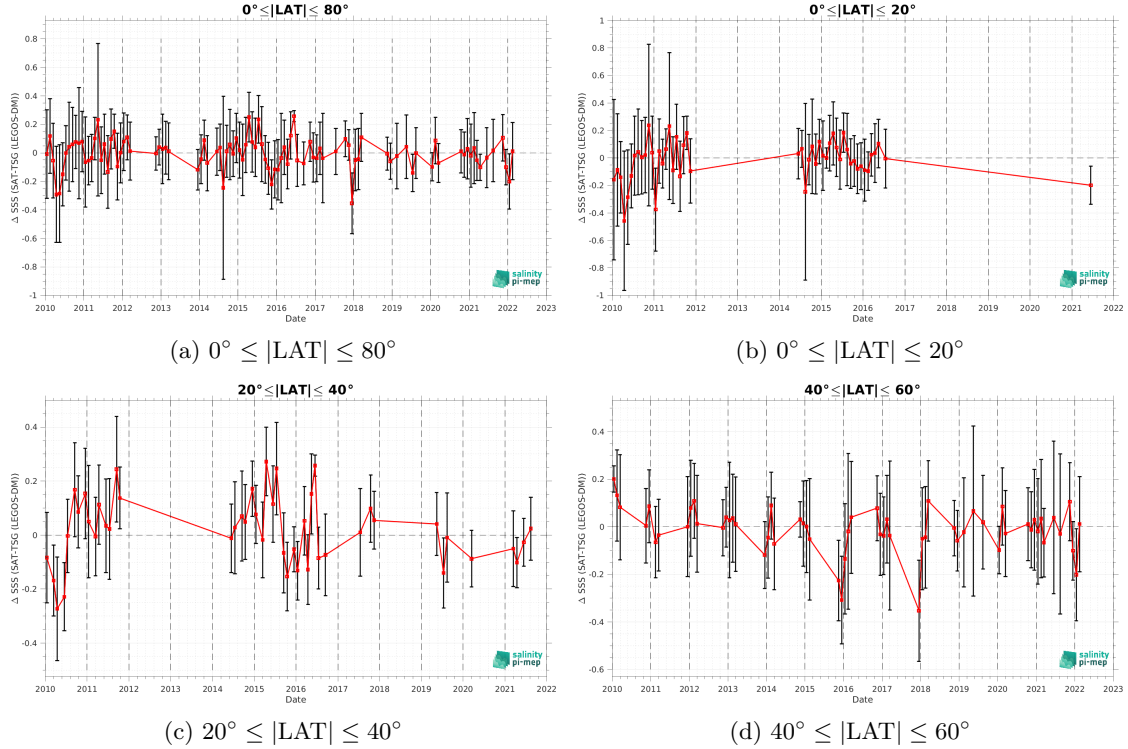 0°≤|LAT|≤ 80°
Δ SSS (SAT-TSG (LEGOS-DM))
1
0.8
0.6
0.4
0.2
0
-0.2
-0.4
-0.6
-0.8
-1
2010 2011 2012 2013 2014 2015 2016 2017 2018 2019 2020 2021 2022 2023
Date
salinity
pi-mep
(a) 0° ≤ |LAT| ≤ 80°
0°≤|LAT|≤ 20°
Δ SSS (SAT-TSG (LEGOS-DM))
1
0.8
0.6
0.4
0.2
0
-0.2
-0.4
-0.6
-0.8
-1
2010 2011 2012 2013 2014 2015 2016 2017 2018 2019 2020 2021 2022
Date
salinity
pi-mep
(b) 0° ≤ |LAT| ≤ 20°
20°≤|LAT|≤ 40°
Δ SSS (SAT-TSG (LEGOS-DM))
0.4
0.2
0
-0.2
-0.4
2010 2011 2012 2013 2014 2015 2016 2017 2018 2019 2020 2021 2022
Date
salinity
pi-mep
(c) 20° ≤ |LAT| ≤ 40°
40°≤|LAT|≤ 60°
Δ SSS (SAT-TSG (LEGOS-DM))
0.4
0.2
0
-0.2
-0.4
-0.6
2010 2011 2012 2013 2014 2015 2016 2017 2018 2019 2020 2021 2022 2023
Date
salinity
pi-mep
(d) 40° ≤ |LAT| ≤ 60°